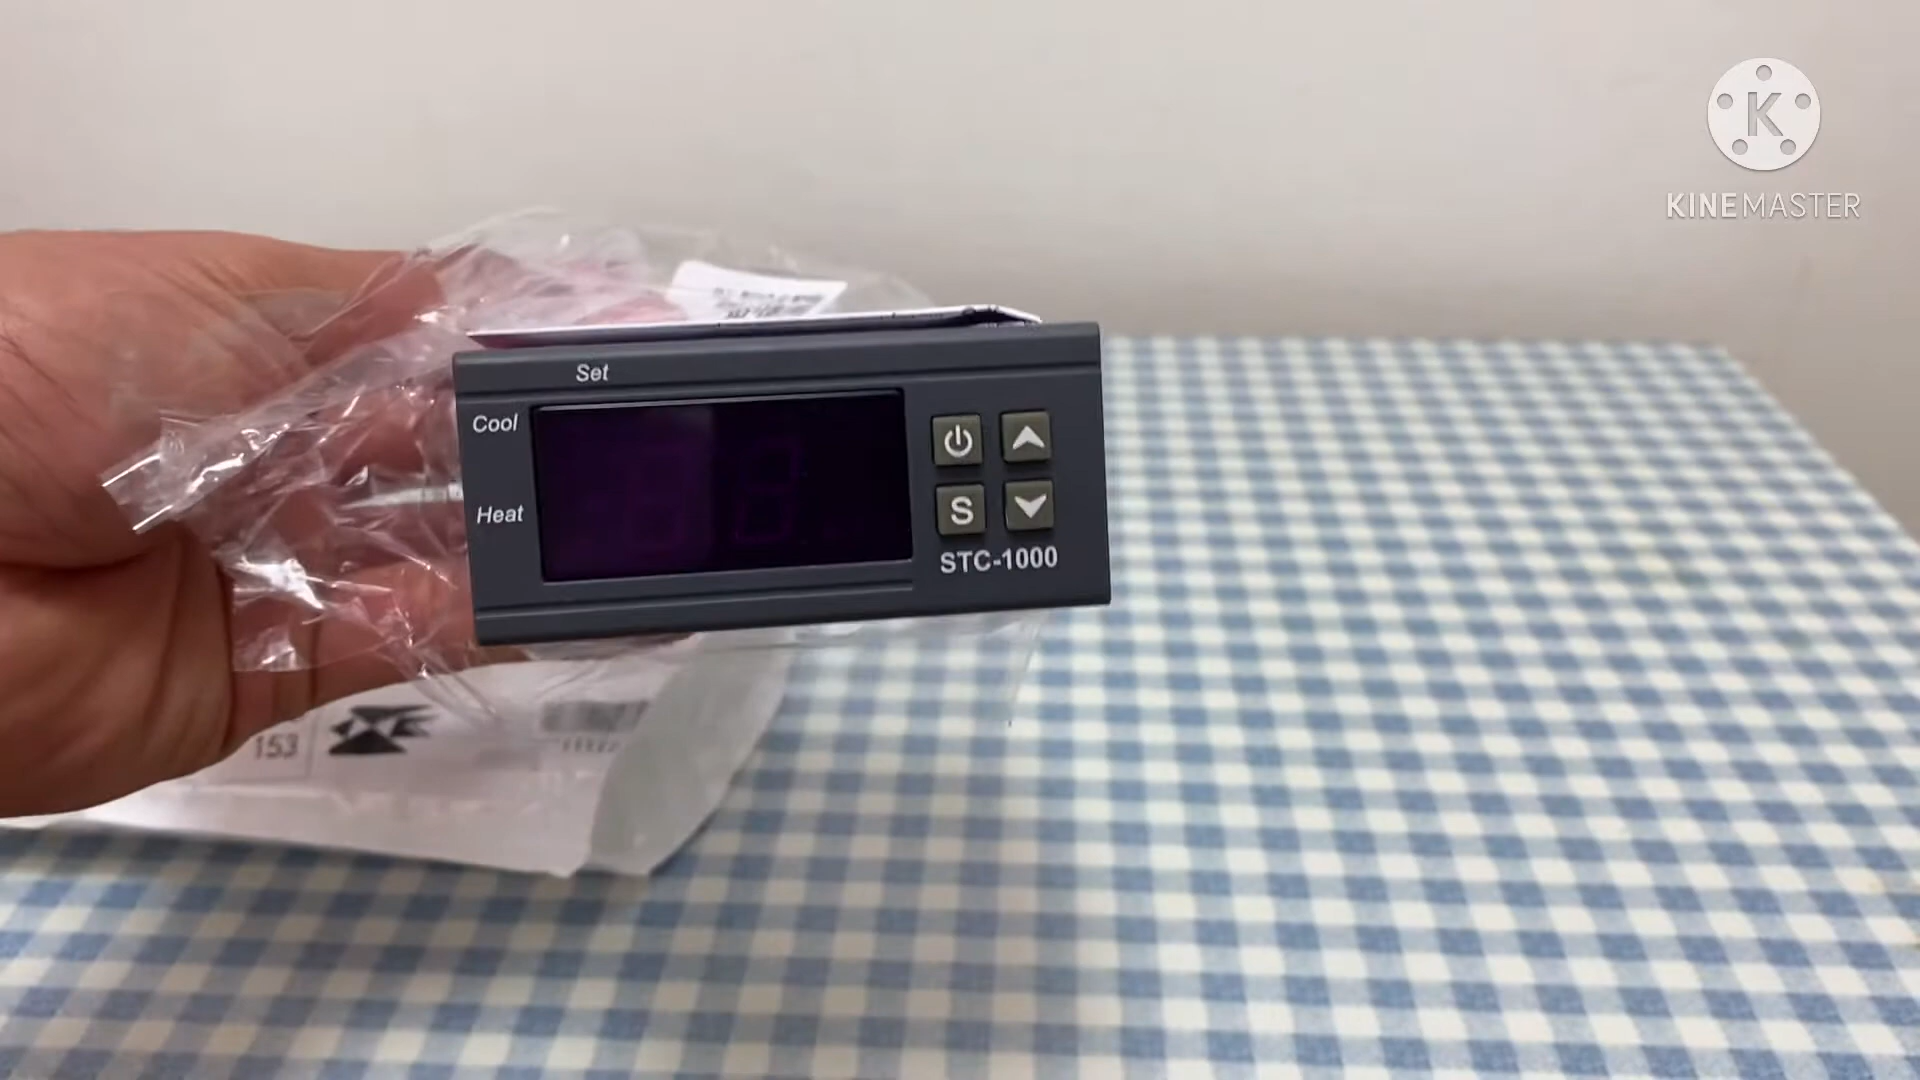 K
KINEMASTER
Set
Cool
Heat
S
STC-1000
153